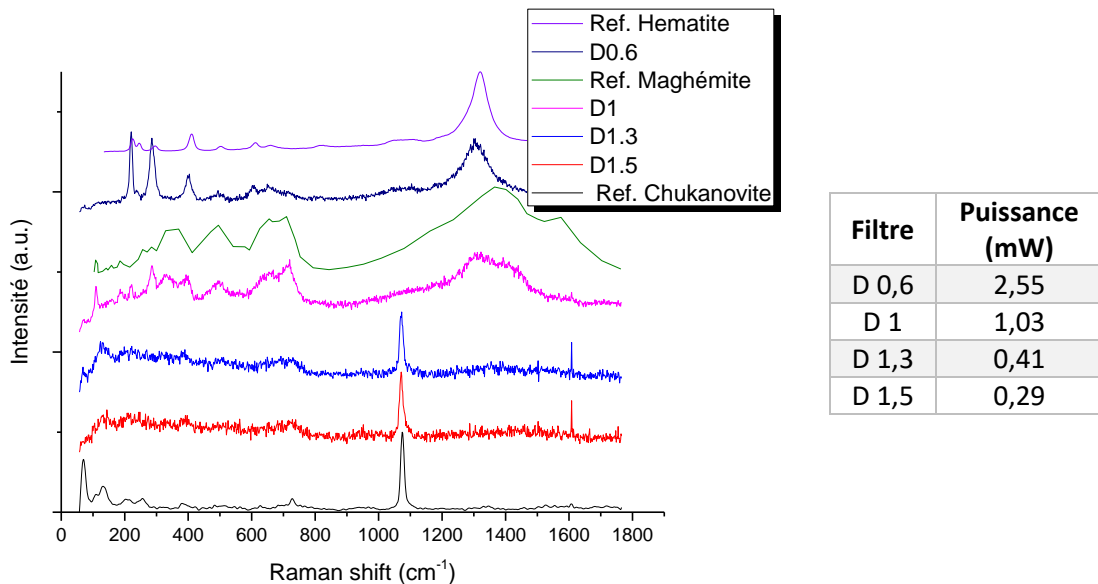 Ref. Hematite
D0.6
Ref. Maghémite
D1
D1.3
D1.5
Ref. Chukanovite
Intensité (a.u.)
0 200 400 600 800 1000 1200 1400 1600 1800
Raman shift (cm-1)
Filtre Puissance (mW)
D 0,6 2,55
D 1 1,03
D 1,3 0,41
D 1,5 0,29